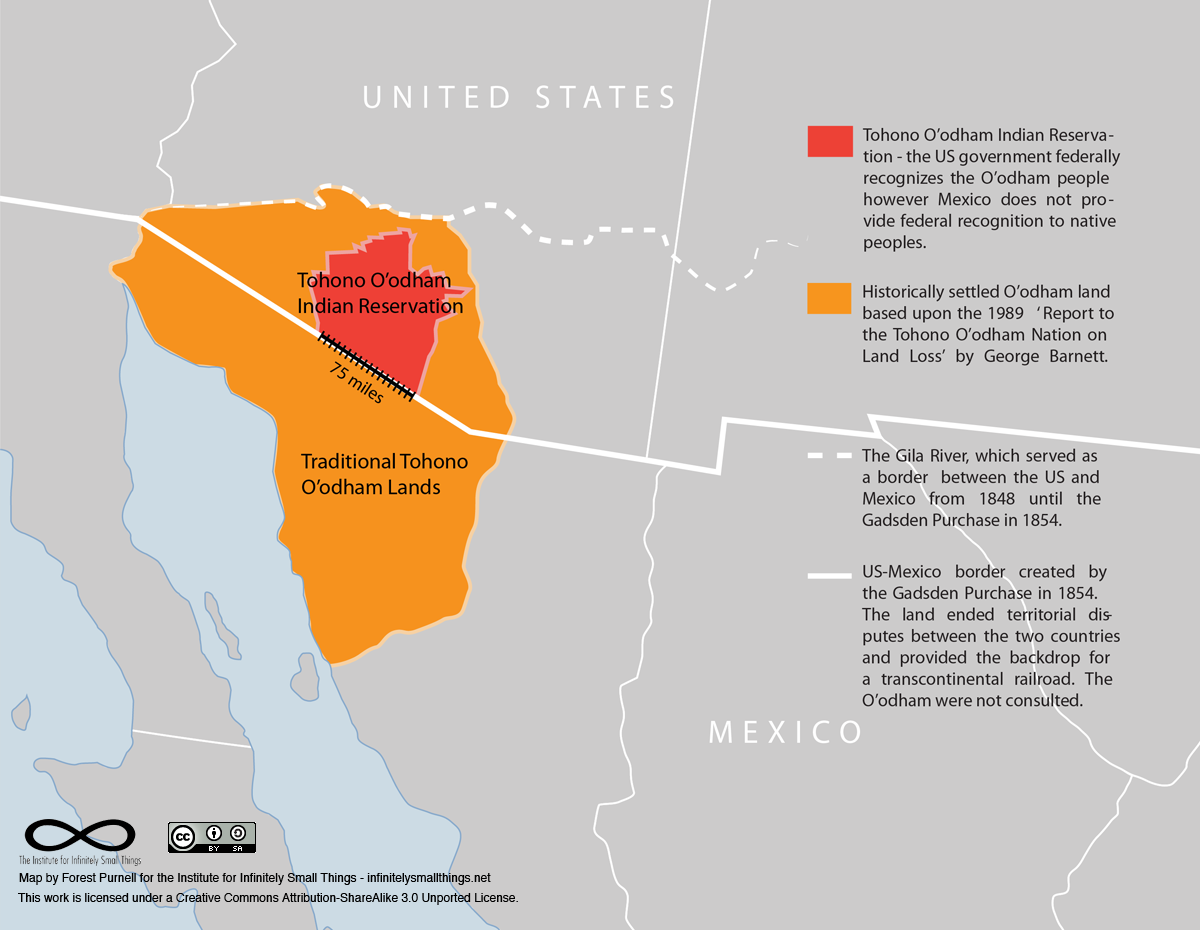 UNITED STATES
Tohono O'odham Indian Reserva-
tion - the US government federally
recognizes the O'odham people
however Mexico does not pro-
vide federal recognition to native
peoples.
Tohono O'odham
Indian Reservation
Historically settled O'odham land
based upon the 1989 ‘Report to
the Tohono O'odham Nation on
Land Loss’ by George Barnett.
75 miles
Traditional Tohono
O'odham Lands
The Gila River, which served as
a border between the US and
Mexico from 1848 until the
Gadsden Purchase in 1854.
US-Mexico border created by
the Gadsden Purchase in 1854.
The land ended territorial dis-
putes between the two countries
and provided the backdrop for
a transcontinental railroad. The
O'odham were not consulted.
MEXICO
cc
BY SA
The Institute for Infinitely Small Things
Map by Forest Purnell for the Institute for Infinitely Small Things - infinitelysmallthings.net
This work is licensed under a Creative Commons Attribution-ShareAlike 3.0 Unported License.